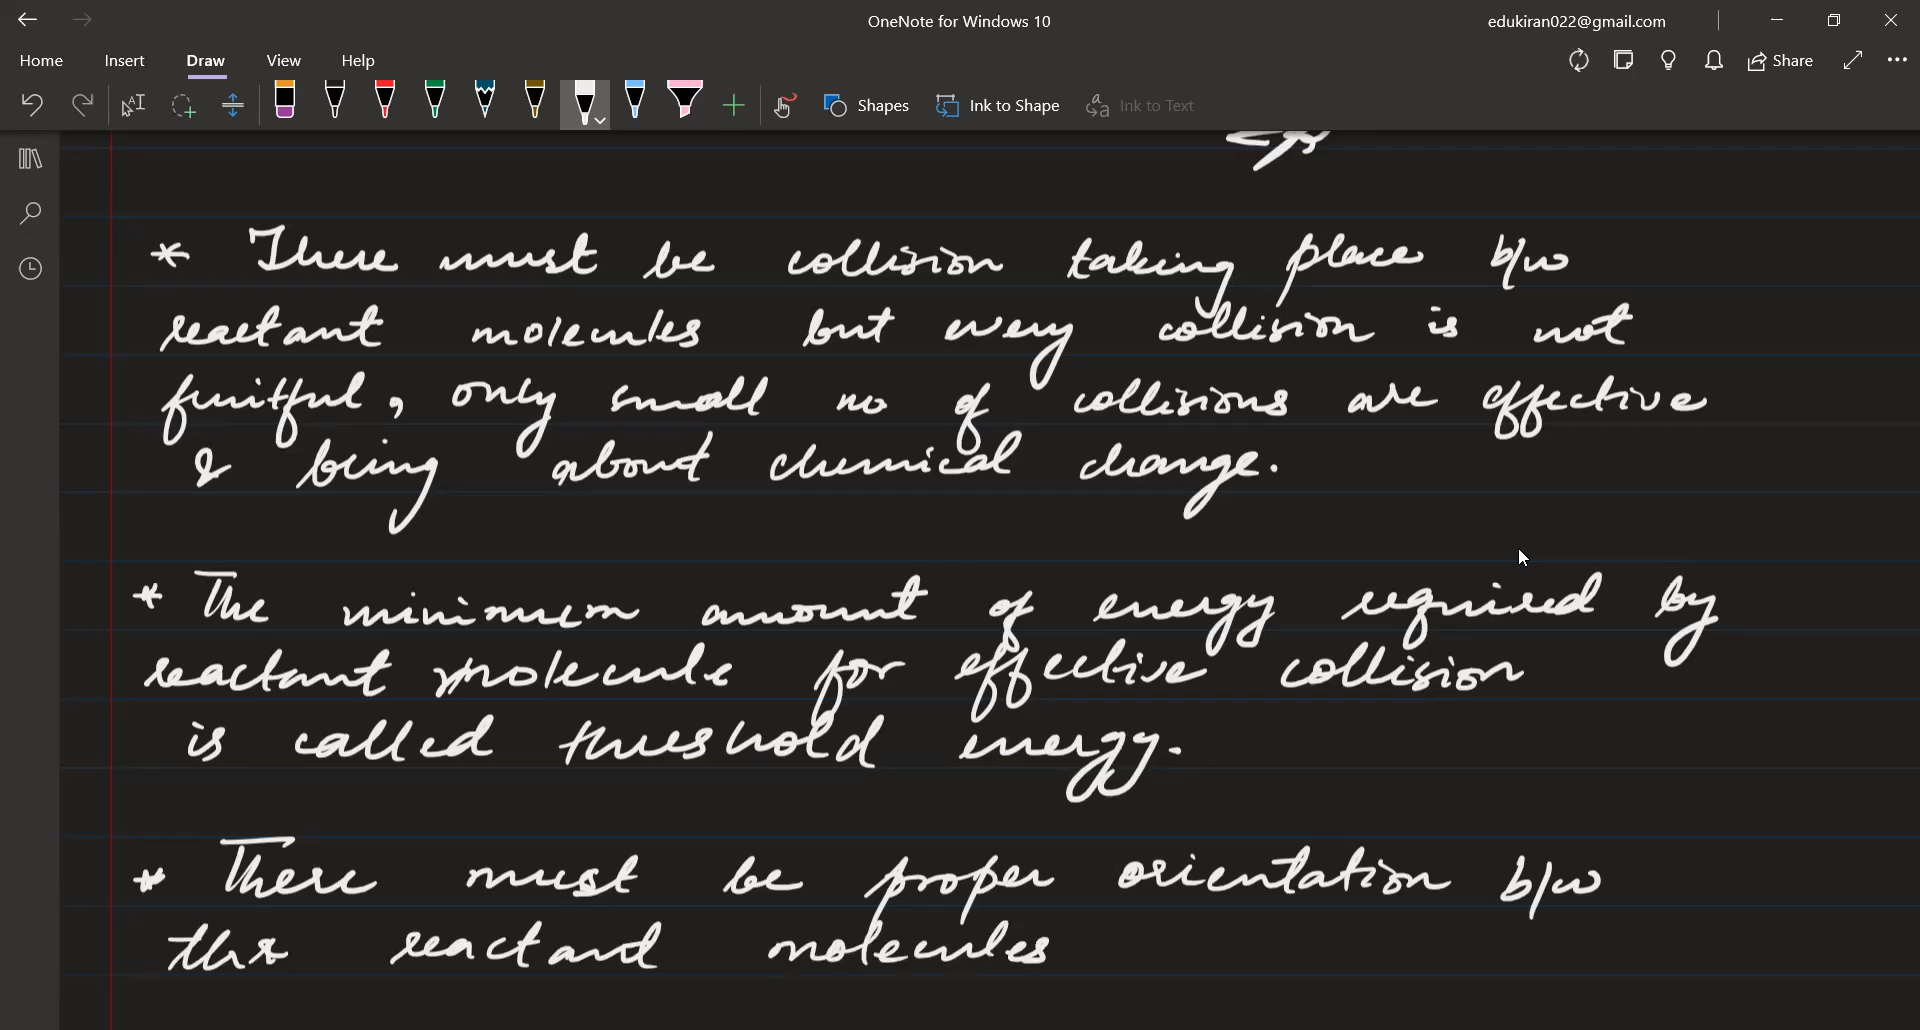 OneNote for Windows 10
edukiran022@gmail.com
Home Insert Draw View Help
Share
Shapes Ink to Shape Ink to Text
* There must be collision taking place b/w
reactant molecules but every collision is not
fruitful, only small no of collisions are effective
& being about chemical change.
* The minimum amount of energy required by
reactant molecule for effective collision
is called threshold energy.
* There must be proper orientation b/w
the reactand molecules